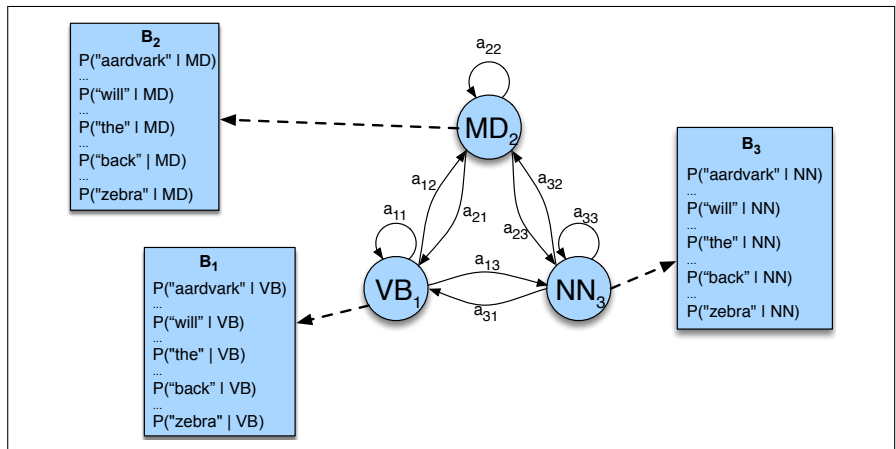 B2
P("aardvark" | MD)
...
P(“will” | MD)
...
P("the" | MD)
...
P(“back” | MD)
...
P("zebra" | MD)
a22
MD2
a12
a21
a32
a23
a11
VB1
a13
a31
a33
NN3
B1
P("aardvark" | VB)
...
P(“will” | VB)
...
P("the" | VB)
...
P(“back” | VB)
...
P("zebra" | VB)
B3
P("aardvark" | NN)
...
P(“will” | NN)
...
P("the" | NN)
...
P(“back” | NN)
...
P("zebra" | NN)